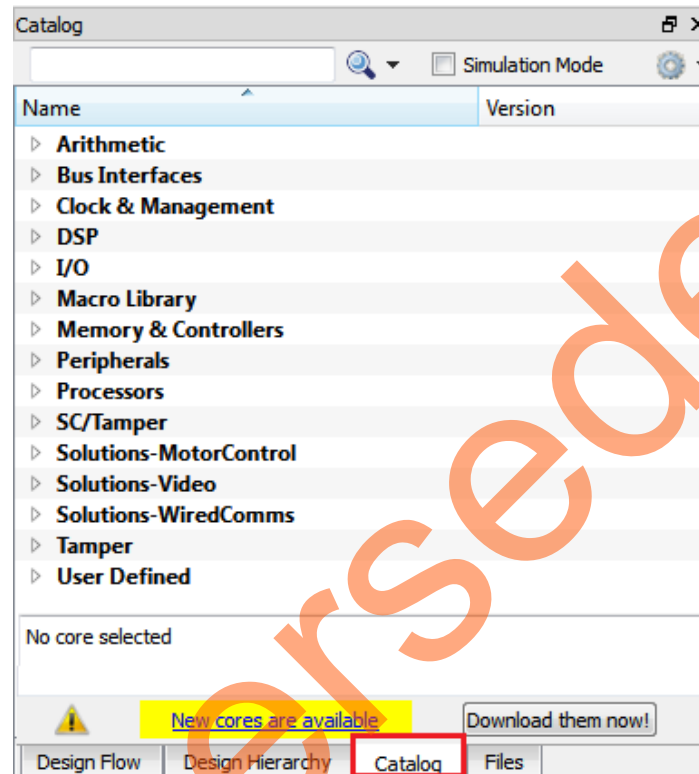 Catalog
Simulation Mode
Name Version
Arithmetic
Bus Interfaces
Clock & Management
DSP
I/O
Macro Library
Memory & Controllers
Peripherals
Processors
SC/Tamper
Solutions-MotorControl
Solutions-Video
Solutions-WiredComms
Tamper
User Defined
No core selected
New cores are available Download them now!
Design Flow Design Hierarchy Catalog Files